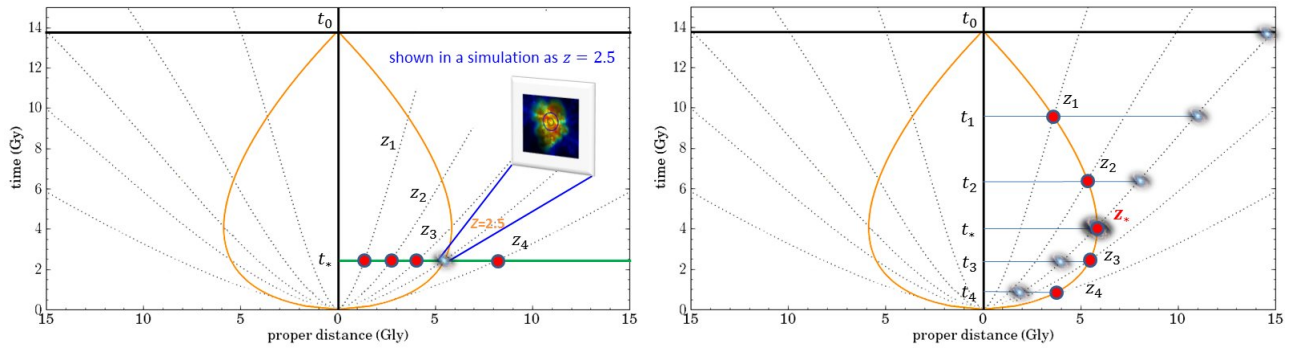 14
12
10
8
6
4
2
0
time (Gy)
t₀
shown in a simulation as z = 2.5
z₁
z₂
z₃
Z=2.5
z₄
t*
15
10
5
0
5
10
15
proper distance (Gly)
14
12
10
8
6
4
2
0
time (Gy)
t₀
t₁
z₁
t₂
z₂
z*
t*
t₃
z₃
t₄
z₄
15
10
5
0
5
10
15
proper distance (Gly)